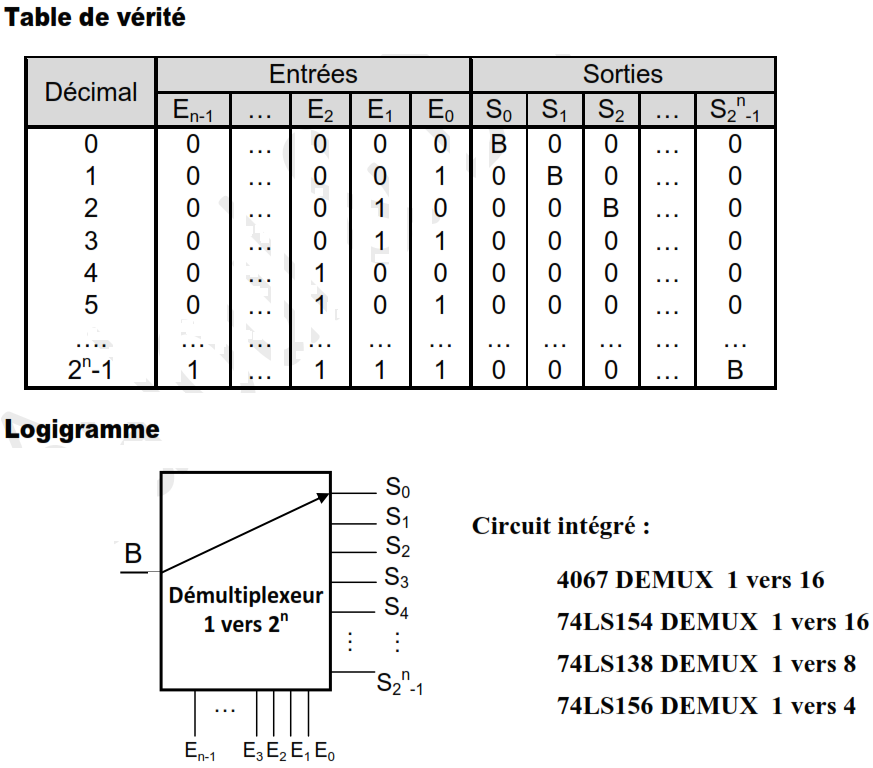 Table de vérité
Décimal Entrées Sorties
Eₙ₋₁ … E₂ E₁ E₀ S₀ S₁ S₂ … S₂ⁿ₋₁
0 0 … 0 0 0 B 0 0 … 0
1 0 … 0 0 1 0 B 0 … 0
2 0 … 0 1 0 0 0 B … 0
3 0 … 0 1 1 0 0 0 … 0
4 0 … 1 0 0 0 0 0 … 0
5 0 … 1 0 1 0 0 0 … 0
…. … … … … … … … … … …
2ⁿ-1 1 … 1 1 1 0 0 0 … B
Logigramme
S₀
S₁
S₂
S₃
S₄
⋮ ⋮
S₂ⁿ₋₁
B
Démultiplexeur
1 vers 2ⁿ
…
Eₙ₋₁ E₃ E₂ E₁ E₀
Circuit intégré :
4067 DEMUX 1 vers 16
74LS154 DEMUX 1 vers 16
74LS138 DEMUX 1 vers 8
74LS156 DEMUX 1 vers 4